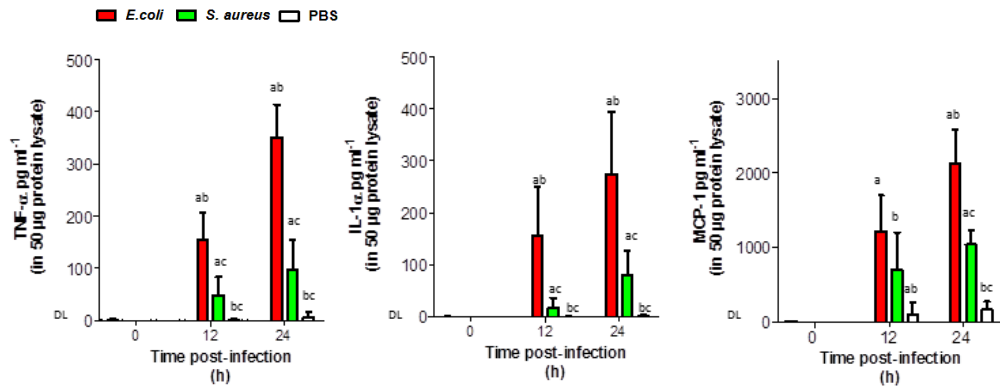 E.coli S. aureus PBS
TNF-α pg ml-1
(in 50 µg protein lysate)
500
400
300
200
100
0
DL
ab
ac
bc
ab
ac
bc
0 12 24
Time post-infection
(h)
IL-1α pg ml-1
(in 50 µg protein lysate)
500
400
300
200
100
0
DL
ab
ac
bc
ab
ac
bc
0 12 24
Time post-infection
(h)
MCP-1 pg ml-1
(in 50 µg protein lysate)
3000
2000
1000
0
DL
a
b
ab
ab
ac
bc
0 12 24
Time post-infection
(h)